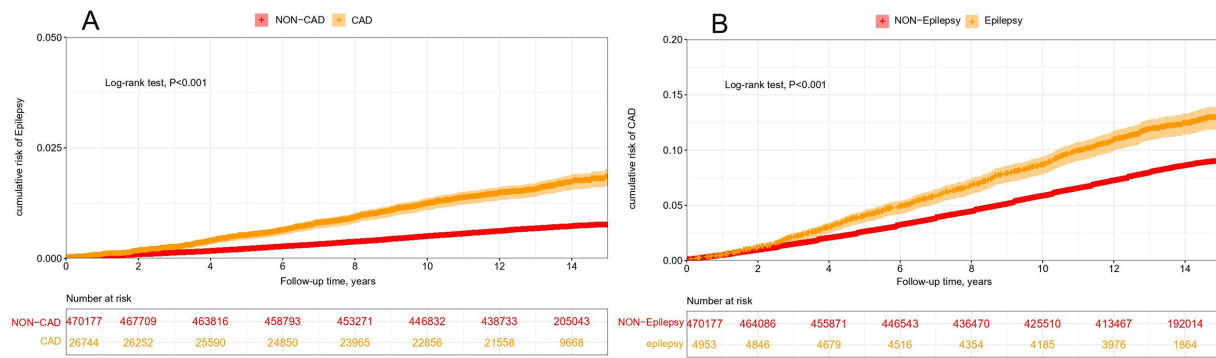 A
NON-CAD CAD
cumulative risk of Epilepsy
0.050
0.025
0.000
Log-rank test, P<0.001
0 2 4 6 8 10 12 14
Follow-up time, years
Number at risk
NON-CAD 470177 467709 463816 458793 453271 446832 438733 205043
CAD 26744 26252 25590 24850 23965 22856 21558 9668
B
NON-Epilepsy Epilepsy
cumulative risk of CAD
0.20
0.15
0.10
0.05
0.00
Log-rank test, P<0.001
0 2 4 6 8 10 12 14
Follow-up time, years
Number at risk
NON-Epilepsy 470177 464086 455871 446543 436470 425510 413467 192014
epilepsy 4953 4846 4679 4516 4354 4185 3976 1864